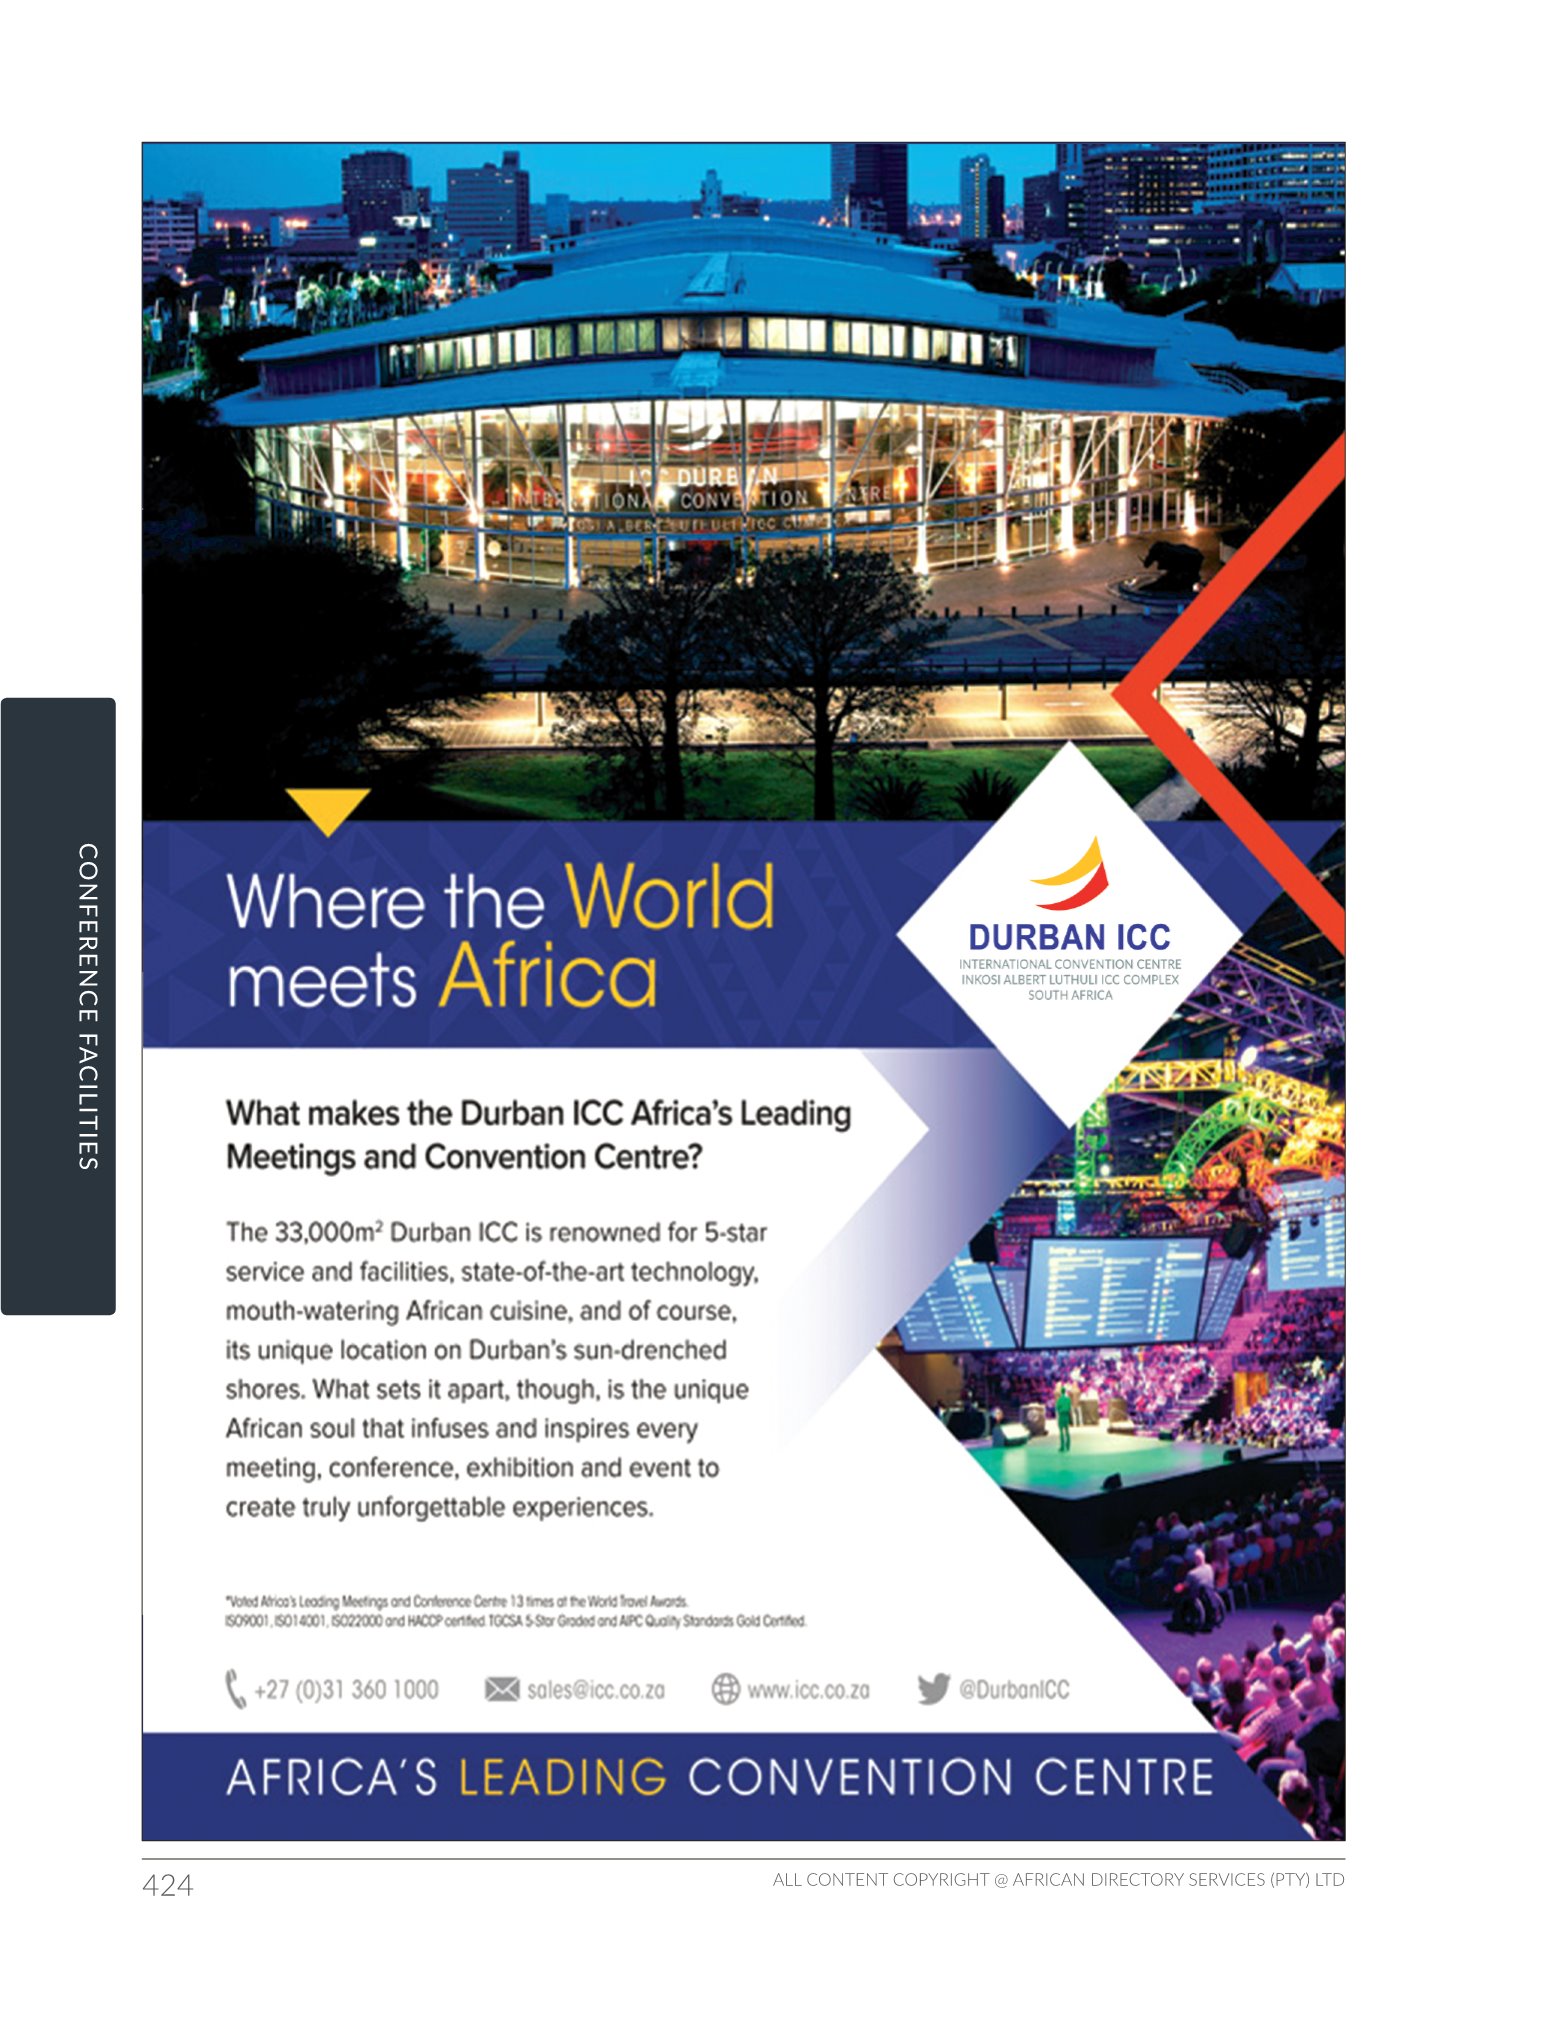 ICC DURBAN
INTERNATIONAL CONVENTION CENTRE
CONFERENCE FACILITIES
Where the World
meets Africa
DURBAN ICC
INTERNATIONAL CONVENTION CENTRE
INKOSI ALBERT LUTHULI ICC COMPLEX
SOUTH AFRICA
What makes the Durban ICC Africa's Leading
Meetings and Convention Centre?
The 33,000m² Durban ICC is renowned for 5-star
service and facilities, state-of-the-art technology,
mouth-watering African cuisine, and of course,
its unique location on Durban's sun-drenched
shores. What sets it apart, though, is the unique
African soul that infuses and inspires every
meeting, conference, exhibition and event to
create truly unforgettable experiences.
*Voted Africa's Leading Meetings and Conference Centre 13 times at the World Travel Awards.
ISO9001, ISO14001, ISO22000 and HACCP certified. TGCSA 5-Star Graded and AIPC Quality Standards Gold Certified.
+27 (0)31 360 1000 sales@icc.co.za www.icc.co.za @DurbanICC
AFRICA'S LEADING CONVENTION CENTRE
424 ALL CONTENT COPYRIGHT @ AFRICAN DIRECTORY SERVICES (PTY) LTD